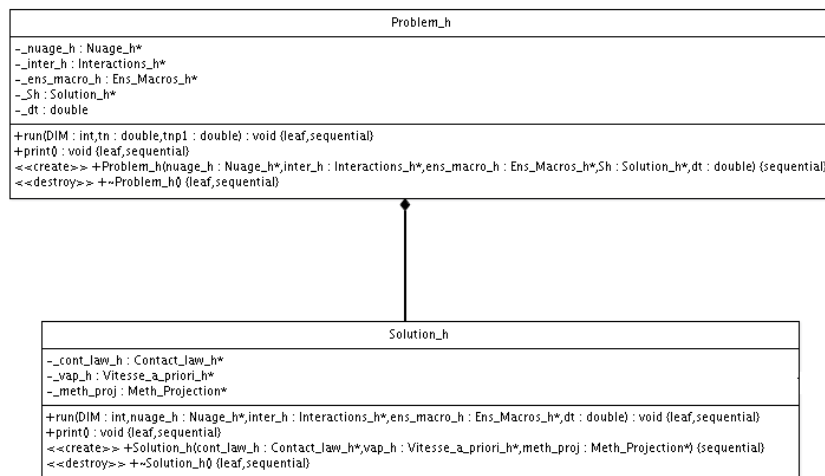 Problem_h
-_nuage_h : Nuage_h*
-_inter_h : Interactions_h*
-_ens_macro_h : Ens_Macros_h*
-_Sh : Solution_h*
-_dt : double
+run(DIM : int,tn : double,tnp1 : double) : void {leaf,sequential}
+print() : void {leaf,sequential}
<<create>> +Problem_h(nuage_h : Nuage_h*,inter_h : Interactions_h*,ens_macro_h : Ens_Macros_h*,Sh : Solution_h*,dt : double) {sequential}
<<destroy>> +~Problem_h() {leaf,sequential}
Solution_h
-_cont_law_h : Contact_law_h*
-_vap_h : Vitesse_a_priori_h*
-_meth_proj : Meth_Projection*
+run(DIM : int,nuage_h : Nuage_h*,inter_h : Interactions_h*,ens_macro_h : Ens_Macros_h*,dt : double) : void {leaf,sequential}
+print() : void {leaf,sequential}
<<create>> +Solution_h(cont_law_h : Contact_law_h*,vap_h : Vitesse_a_priori_h*,meth_proj : Meth_Projection*) {sequential}
<<destroy>> +~Solution_h() {leaf,sequential}